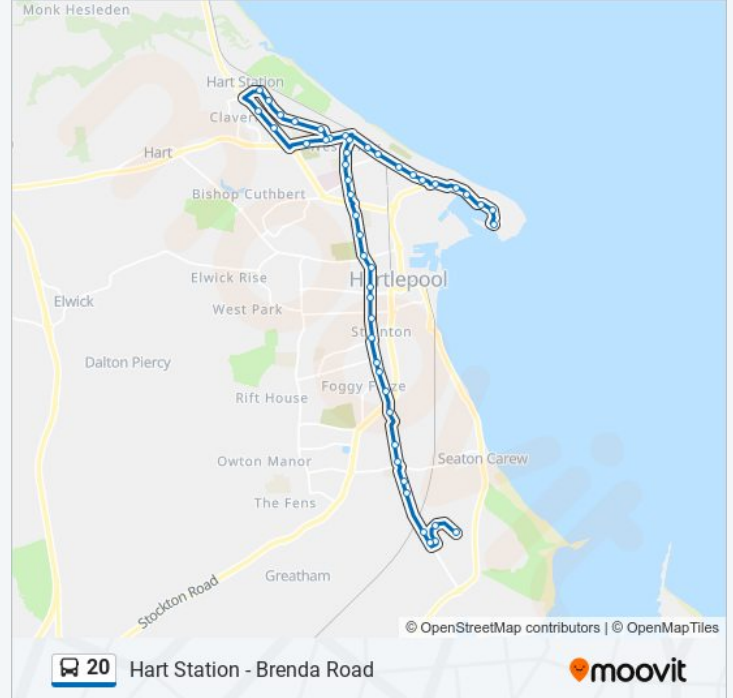 Monk Hesleden
Hart Station
Claver
Hart
West
Bishop Cuthbert
Elwick Rise
Hartlepool
Elwick
West Park
Stranton
Dalton Piercy
Foggy Furze
Rift House
Owton Manor
Seaton Carew
The Fens
Greatham
Stockton Road
© OpenStreetMap contributors | © OpenMapTiles
20 Hart Station - Brenda Road
moovit